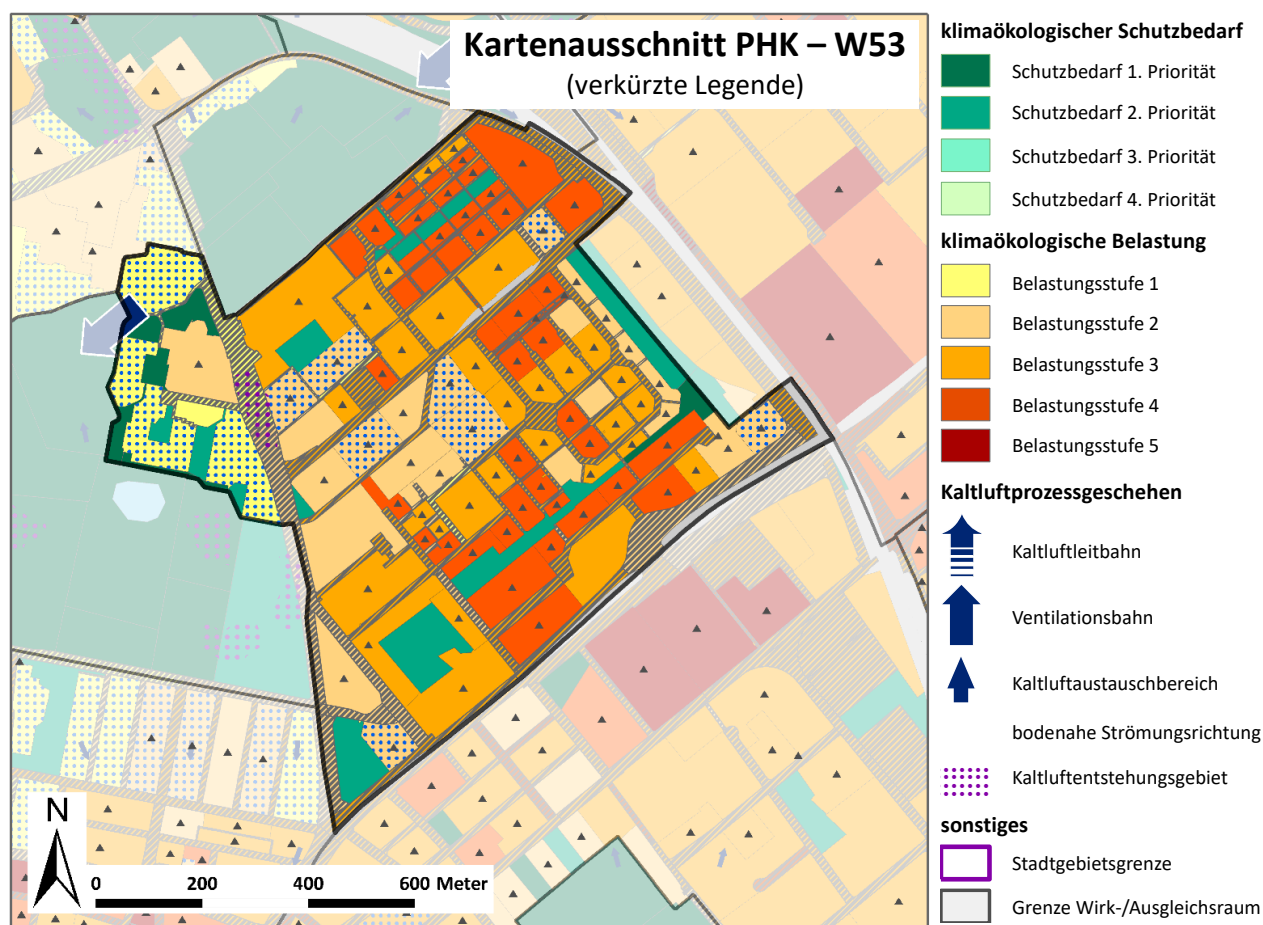 Kartenausschnitt PHK – W53
(verkürzte Legende)
N
0 200 400 600 Meter
klimaökologischer Schutzbedarf
Schutzbedarf 1. Priorität
Schutzbedarf 2. Priorität
Schutzbedarf 3. Priorität
Schutzbedarf 4. Priorität
klimaökologische Belastung
Belastungsstufe 1
Belastungsstufe 2
Belastungsstufe 3
Belastungsstufe 4
Belastungsstufe 5
Kaltluftprozessgeschehen
Kaltluftleitbahn
Ventilationsbahn
Kaltluftaustauschbereich
bodenahe Strömungsrichtung
Kaltluftentstehungsgebiet
sonstiges
Stadtgebietsgrenze
Grenze Wirk-/Ausgleichsraum